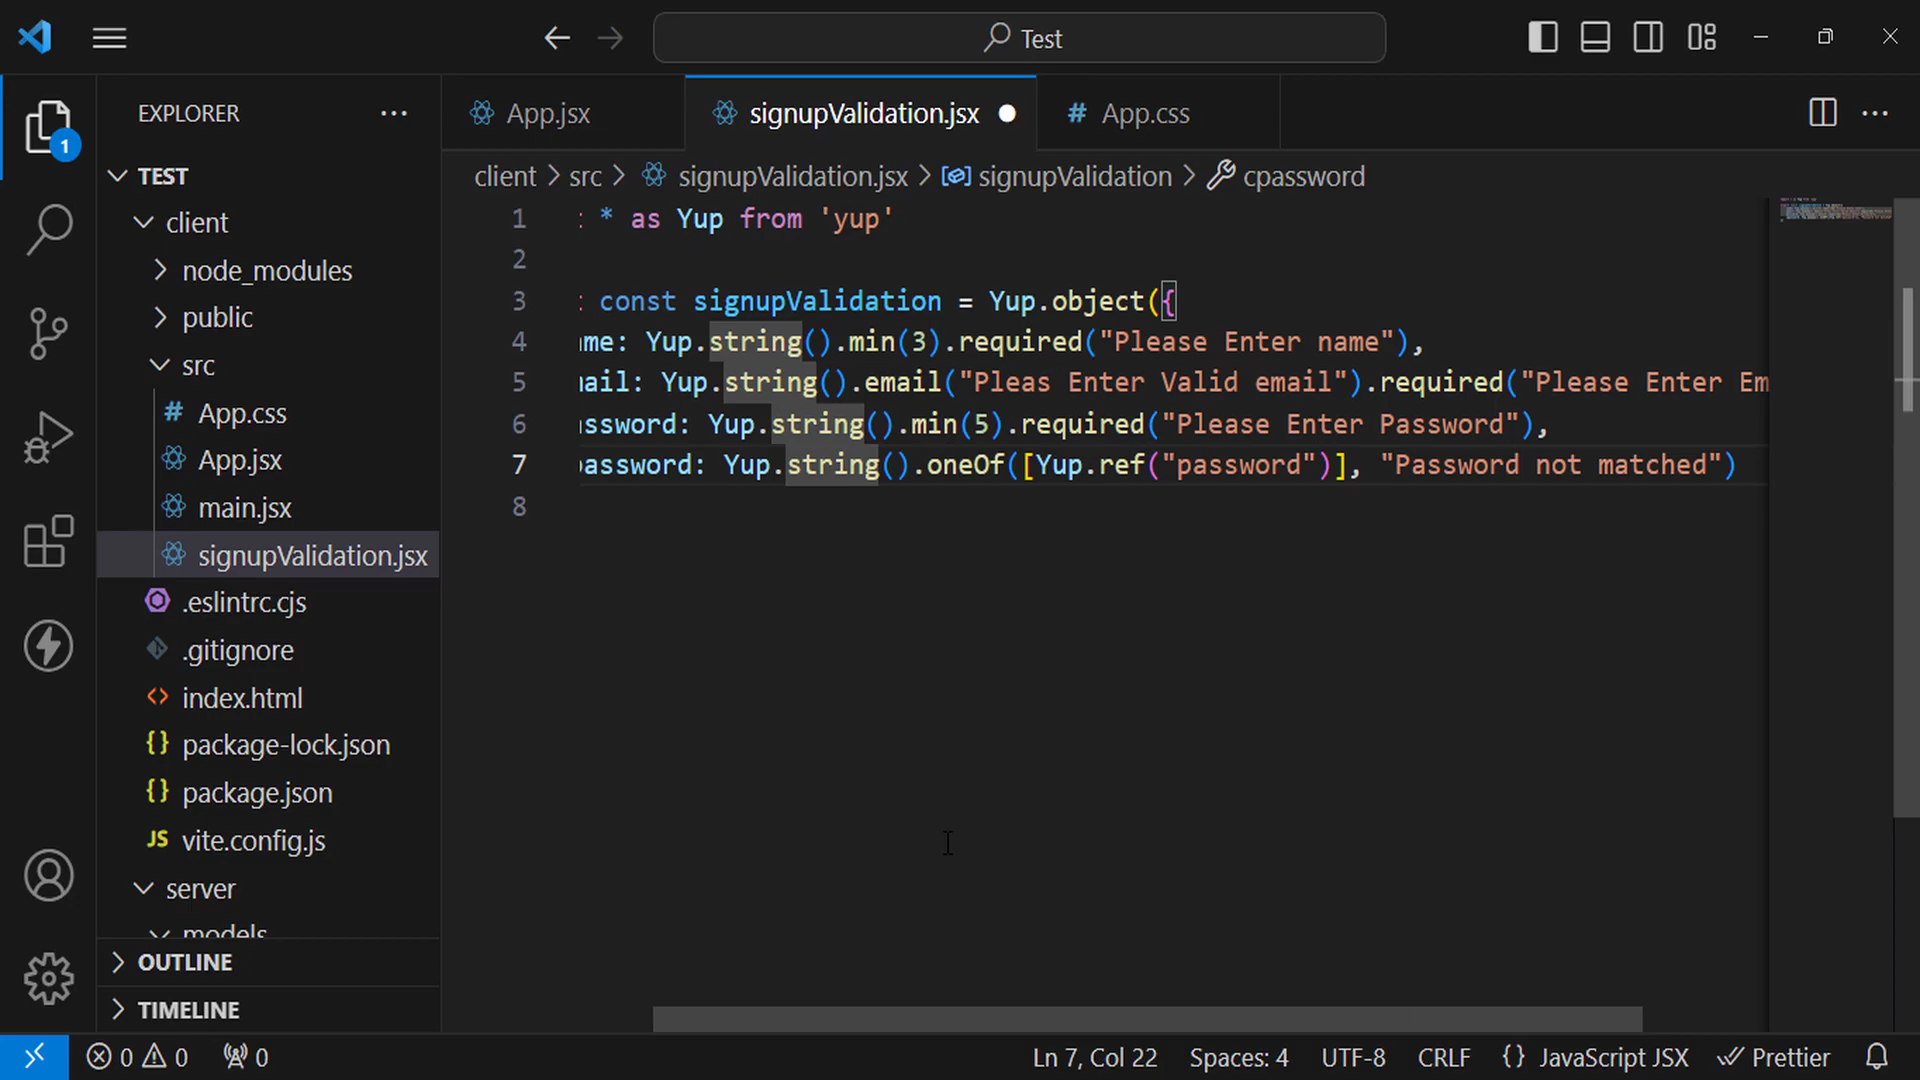 Test
EXPLORER
App.jsx
signupValidation.jsx
# App.css
1
TEST
client > src > signupValidation.jsx > signupValidation > cpassword
client
node_modules
public
src
# App.css
App.jsx
main.jsx
signupValidation.jsx
.eslintrc.cjs
.gitignore
<> index.html
{} package-lock.json
{} package.json
JS vite.config.js
server
models
OUTLINE
TIMELINE
1 * as Yup from 'yup'
2
3 const signupValidation = Yup.object({
4 me: Yup.string().min(3).required("Please Enter name"),
5 ail: Yup.string().email("Pleas Enter Valid email").required("Please Enter Em
6 ssword: Yup.string().min(5).required("Please Enter Password"),
7 assword: Yup.string().oneOf([Yup.ref("password")], "Password not matched")
8
0 0 0
Ln 7, Col 22 Spaces: 4 UTF-8 CRLF {} JavaScript JSX Prettier